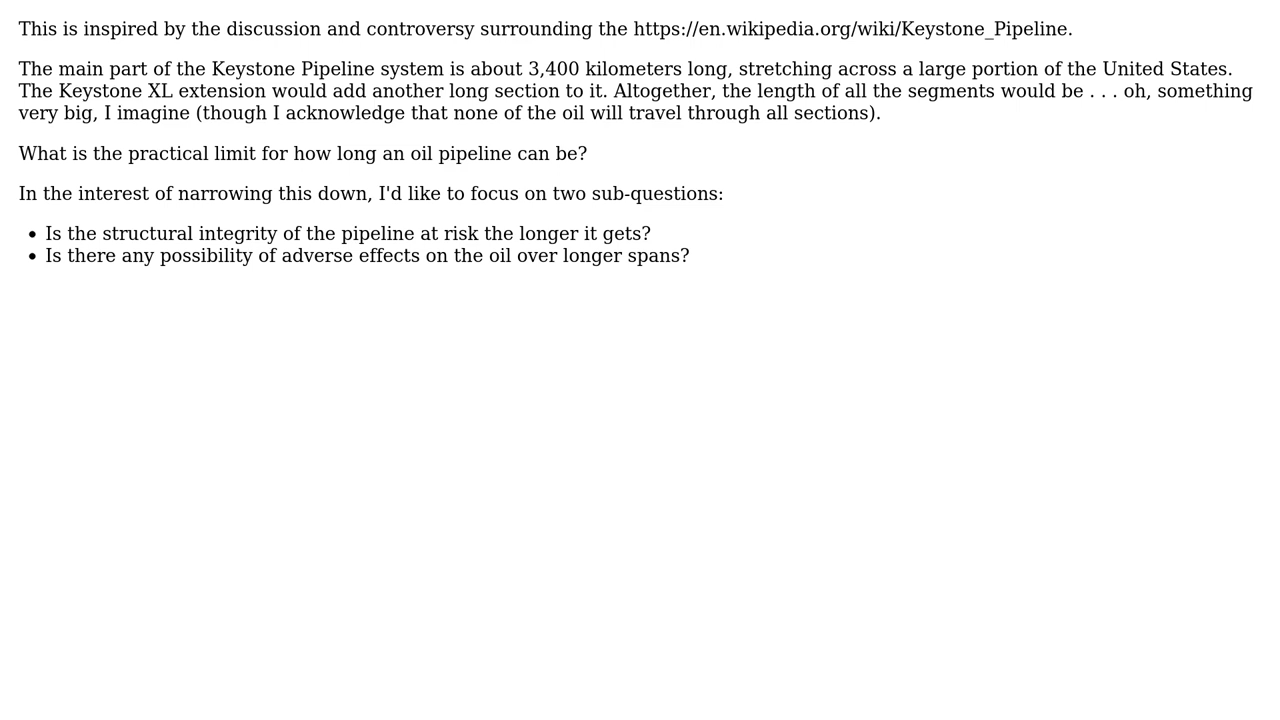 This is inspired by the discussion and controversy surrounding the https://en.wikipedia.org/wiki/Keystone_Pipeline.
The main part of the Keystone Pipeline system is about 3,400 kilometers long, stretching across a large portion of the United States.
The Keystone XL extension would add another long section to it. Altogether, the length of all the segments would be . . . oh, something
very big, I imagine (though I acknowledge that none of the oil will travel through all sections).
What is the practical limit for how long an oil pipeline can be?
In the interest of narrowing this down, I'd like to focus on two sub-questions:
• Is the structural integrity of the pipeline at risk the longer it gets?
• Is there any possibility of adverse effects on the oil over longer spans?